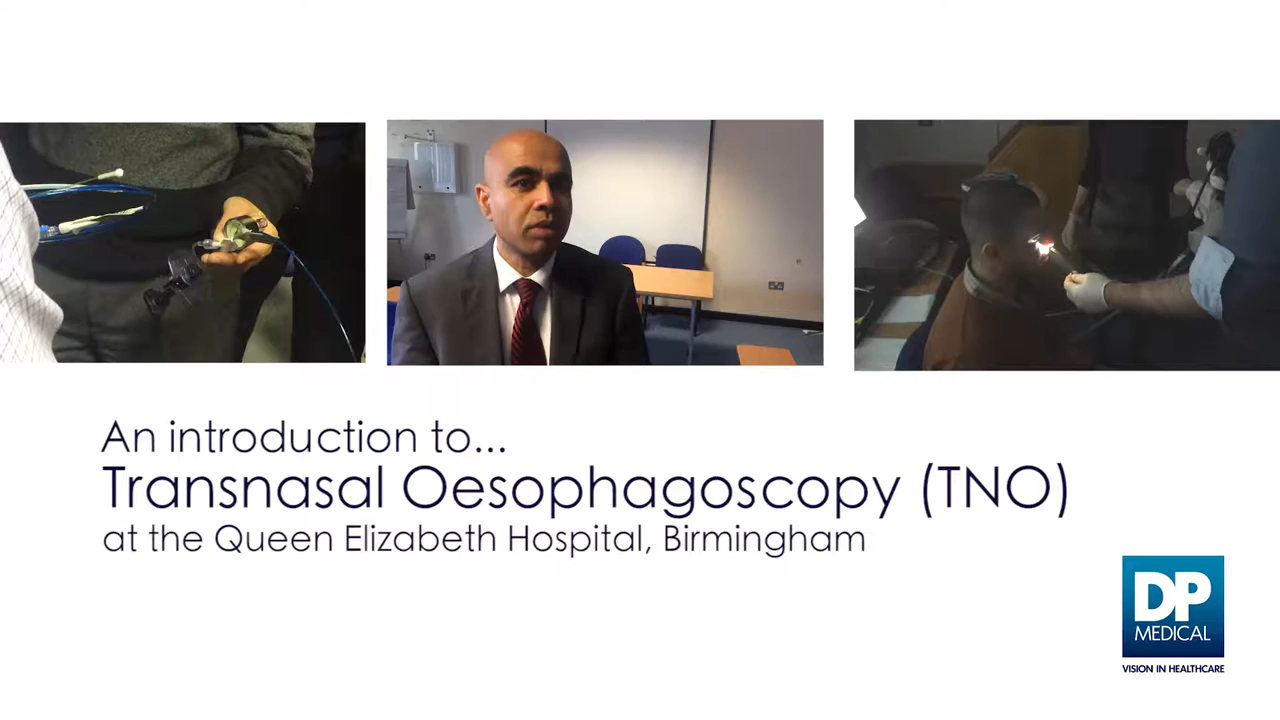 An introduction to...
Transnasal Oesophagoscopy (TNO)
at the Queen Elizabeth Hospital, Birmingham
DP
MEDICAL
VISION IN HEALTHCARE